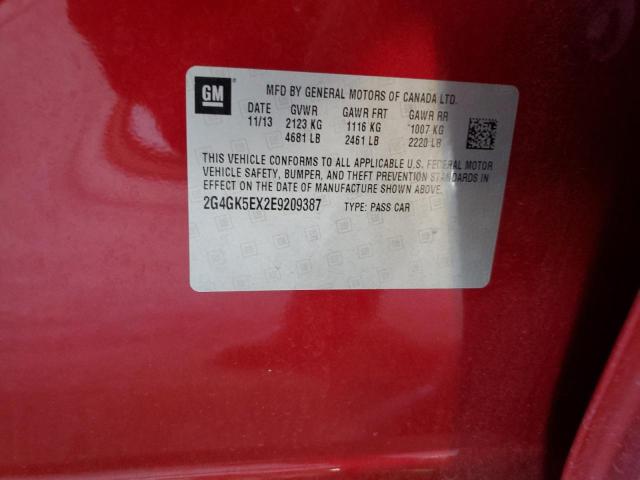 GM
MFD BY GENERAL MOTORS OF CANADA LTD.
DATE GVWR GAWR FRT GAWR RR
11/13 2123 KG 1116 KG 1007 KG
4681 LB 2461 LB 2220 LB
THIS VEHICLE CONFORMS TO ALL APPLICABLE U.S. FEDERAL MOTOR
VEHICLE SAFETY, BUMPER, AND THEFT PREVENTION STANDARDS
IN EFFECT ON THE DATE OF MANUFACTURE SHOWN ABOVE.
2G4GK5EX2E9209387 TYPE: PASS CAR